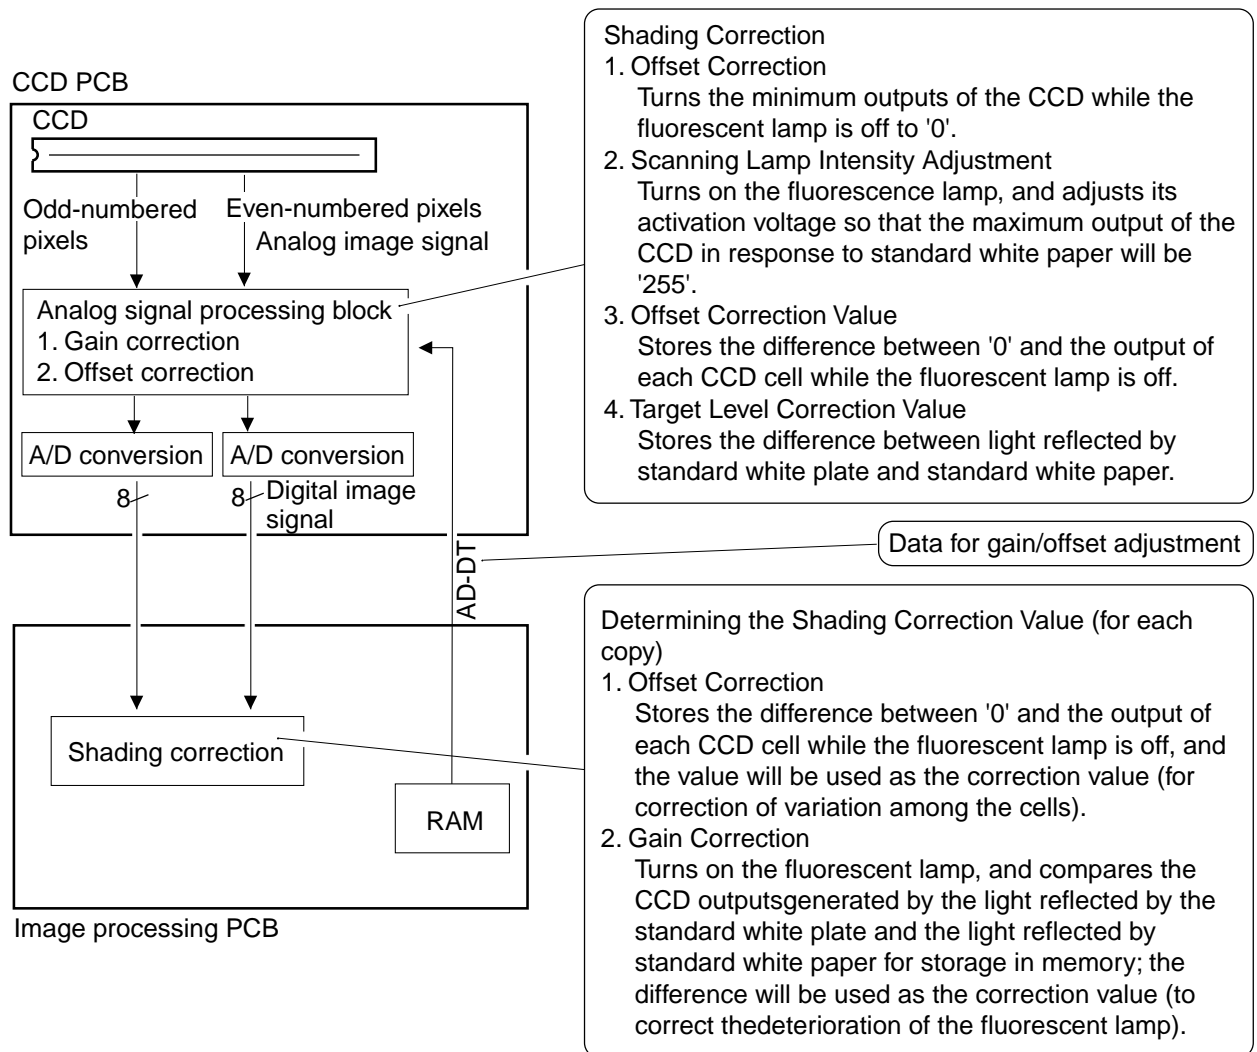 CCD PCB
CCD
Odd-numbered
pixels
Even-numbered pixels
Analog image signal
Analog signal processing block
1. Gain correction
2. Offset correction
A/D conversion
A/D conversion
8
8
Digital image
signal
AD-DT
Shading correction
RAM
Image processing PCB
Shading Correction
1. Offset Correction
Turns the minimum outputs of the CCD while the
fluorescent lamp is off to '0'.
2. Scanning Lamp Intensity Adjustment
Turns on the fluorescence lamp, and adjusts its
activation voltage so that the maximum output of the
CCD in response to standard white paper will be
'255'.
3. Offset Correction Value
Stores the difference between '0' and the output of
each CCD cell while the fluorescent lamp is off.
4. Target Level Correction Value
Stores the difference between light reflected by
standard white plate and standard white paper.
Data for gain/offset adjustment
Determining the Shading Correction Value (for each
copy)
1. Offset Correction
Stores the difference between '0' and the output of
each CCD cell while the fluorescent lamp is off, and
the value will be used as the correction value (for
correction of variation among the cells).
2. Gain Correction
Turns on the fluorescent lamp, and compares the
CCD outputsgenerated by the light reflected by the
standard white plate and the light reflected by
standard white paper for storage in memory; the
difference will be used as the correction value (to
correct thedeterioration of the fluorescent lamp).